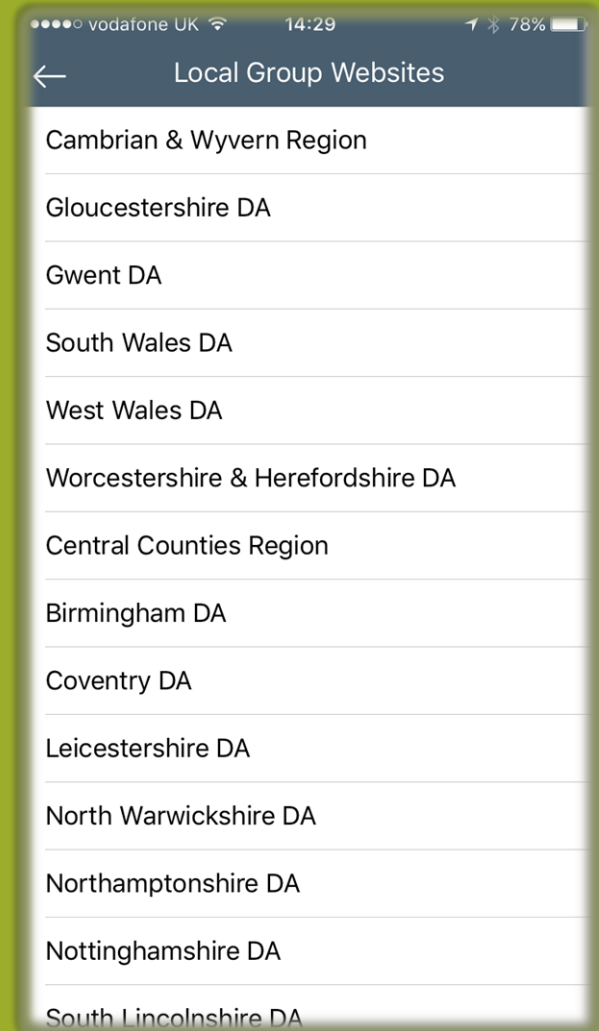 vodafone UK 14:29 78%
Local Group Websites
Cambrian & Wyvern Region
Gloucestershire DA
Gwent DA
South Wales DA
West Wales DA
Worcestershire & Herefordshire DA
Central Counties Region
Birmingham DA
Coventry DA
Leicestershire DA
North Warwickshire DA
Northamptonshire DA
Nottinghamshire DA
South Lincolnshire DA